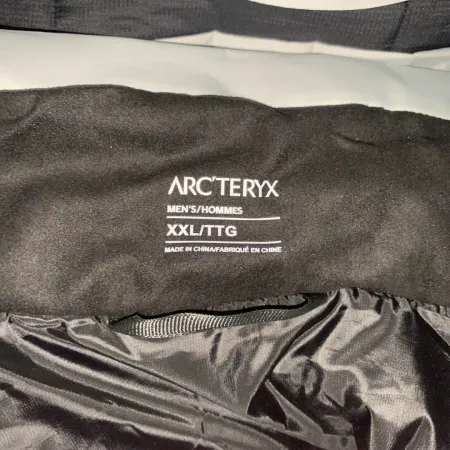 ARC'TERYX
MEN'S/HOMMES
XXL/TTG
MADE IN CHINA/FABRIQUÉ EN CHINE